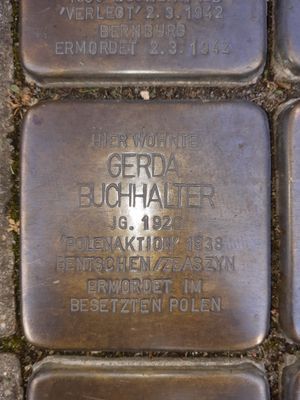 'VERLEGT' 2.3.1942
BERNBURG
ERMORDET 2.3.1942
HIER WOHNTE
GERDA
BUCHHALTER
JG. 1920
'POLENAKTION' 1938
BENTSCHEN/ZBASZYN
ERMORDET IM
BESETZTEN POLEN